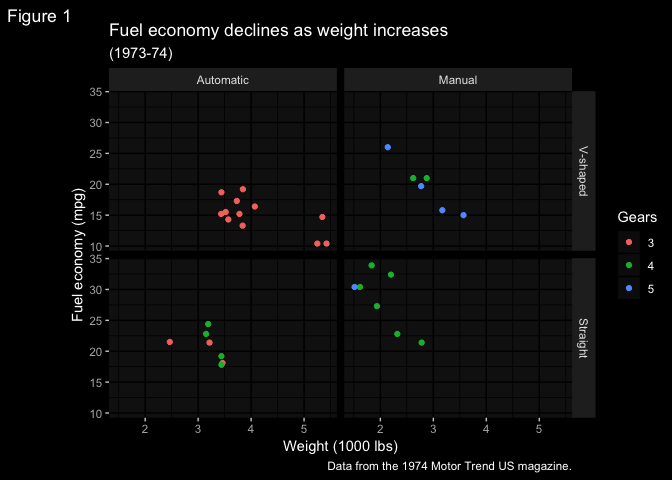 Figure 1
Fuel economy declines as weight increases
(1973-74)
Automatic
Manual
35
30
25
20
15
10
V-shaped
35
30
25
20
15
10
Straight
Fuel economy (mpg)
2 3 4 5
2 3 4 5
Weight (1000 lbs)
Gears
3
4
5
Data from the 1974 Motor Trend US magazine.